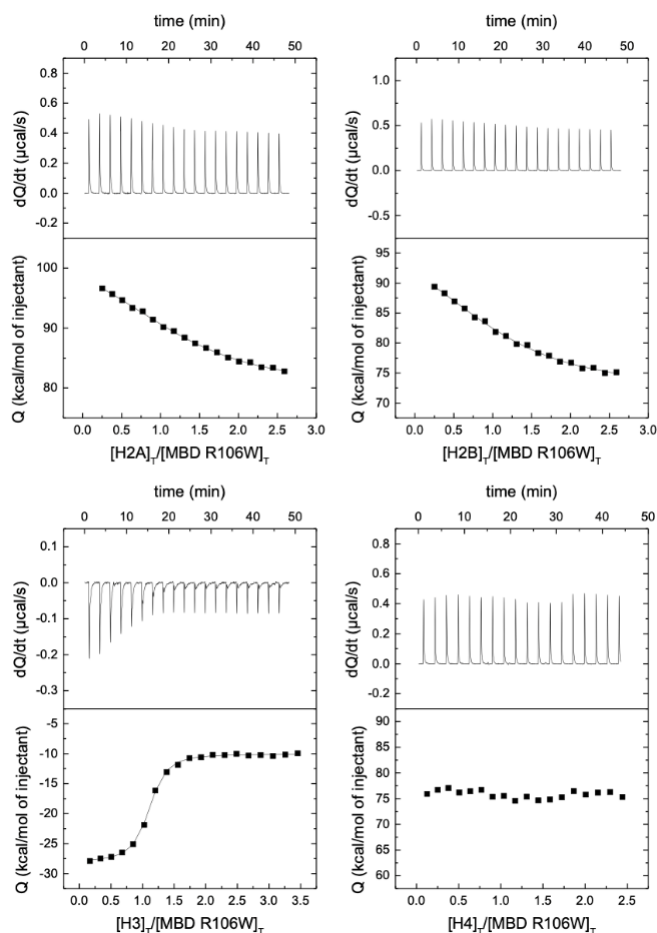 time (min)
0 10 20 30 40 50
0.8
0.6
0.4
0.2
0.0
-0.2
dQ/dt (µcal/s)
100
90
80
Q (kcal/mol of injectant)
0.0 0.5 1.0 1.5 2.0 2.5 3.0
[H2A]T/[MBD R106W]T
time (min)
0 10 20 30 40 50
1.0
0.5
0.0
-0.5
dQ/dt (µcal/s)
95
90
85
80
75
70
Q (kcal/mol of injectant)
0.0 0.5 1.0 1.5 2.0 2.5 3.0
[H2B]T/[MBD R106W]T
time (min)
0 10 20 30 40 50
0.1
0.0
-0.1
-0.2
-0.3
dQ/dt (µcal/s)
-5
-10
-15
-20
-25
-30
Q (kcal/mol of injectant)
0.0 0.5 1.0 1.5 2.0 2.5 3.0 3.5
[H3]T/[MBD R106W]T
time (min)
0 10 20 30 40 50
0.8
0.6
0.4
0.2
0.0
-0.2
dQ/dt (µcal/s)
90
85
80
75
70
65
60
Q (kcal/mol of injectant)
0.0 0.5 1.0 1.5 2.0 2.5
[H4]T/[MBD R106W]T